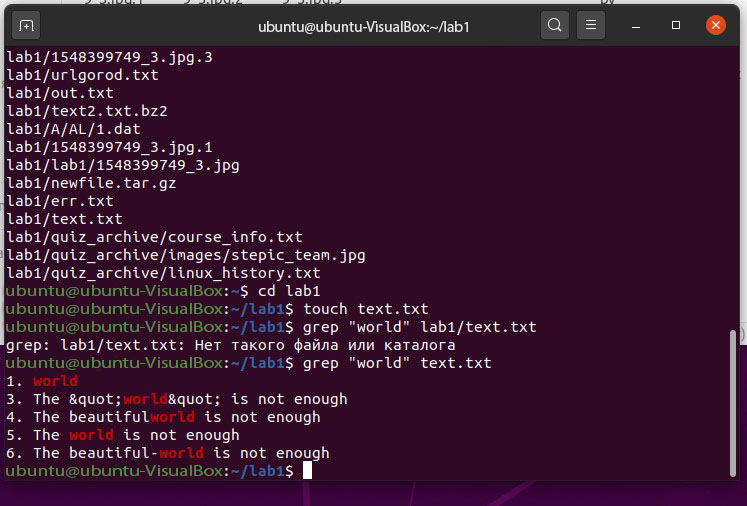 ubuntu@ubuntu-VisualBox:~/lab1
lab1/1548399749_3.jpg.3
lab1/urlgorod.txt
lab1/out.txt
lab1/text2.txt.bz2
lab1/A/AL/1.dat
lab1/1548399749_3.jpg.1
lab1/lab1/1548399749_3.jpg
lab1/newfile.tar.gz
lab1/err.txt
lab1/text.txt
lab1/quiz_archive/course_info.txt
lab1/quiz_archive/images/stepic_team.jpg
lab1/quiz_archive/linux_history.txt
ubuntu@ubuntu-VisualBox:~$ cd lab1
ubuntu@ubuntu-VisualBox:~/lab1$ touch text.txt
ubuntu@ubuntu-VisualBox:~/lab1$ grep "world" lab1/text.txt
grep: lab1/text.txt: Нет такого файла или каталога
ubuntu@ubuntu-VisualBox:~/lab1$ grep "world" text.txt
1. world
3. The &quot;world&quot; is not enough
4. The beautifulworld is not enough
5. The world is not enough
6. The beautiful-world is not enough
ubuntu@ubuntu-VisualBox:~/lab1$